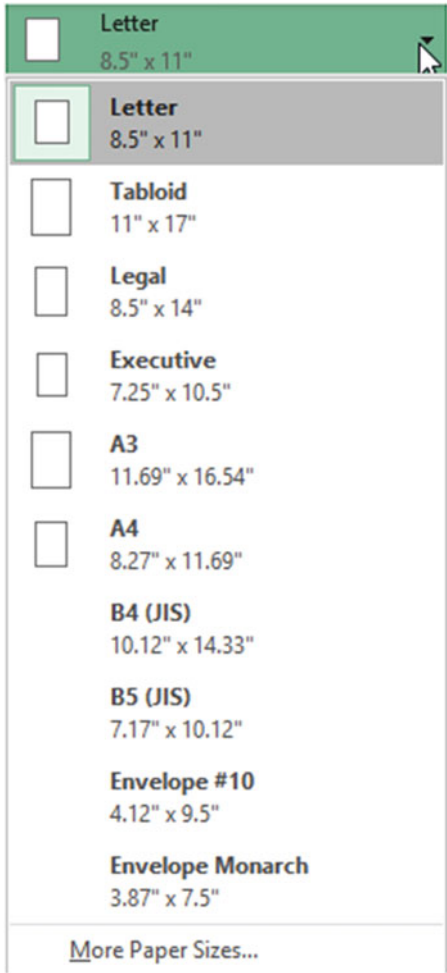 Letter
8.5" x 11"
Letter
8.5" x 11"
Tabloid
11" x 17"
Legal
8.5" x 14"
Executive
7.25" x 10.5"
A3
11.69" x 16.54"
A4
8.27" x 11.69"
B4 (JIS)
10.12" x 14.33"
B5 (JIS)
7.17" x 10.12"
Envelope #10
4.12" x 9.5"
Envelope Monarch
3.87" x 7.5"
More Paper Sizes...